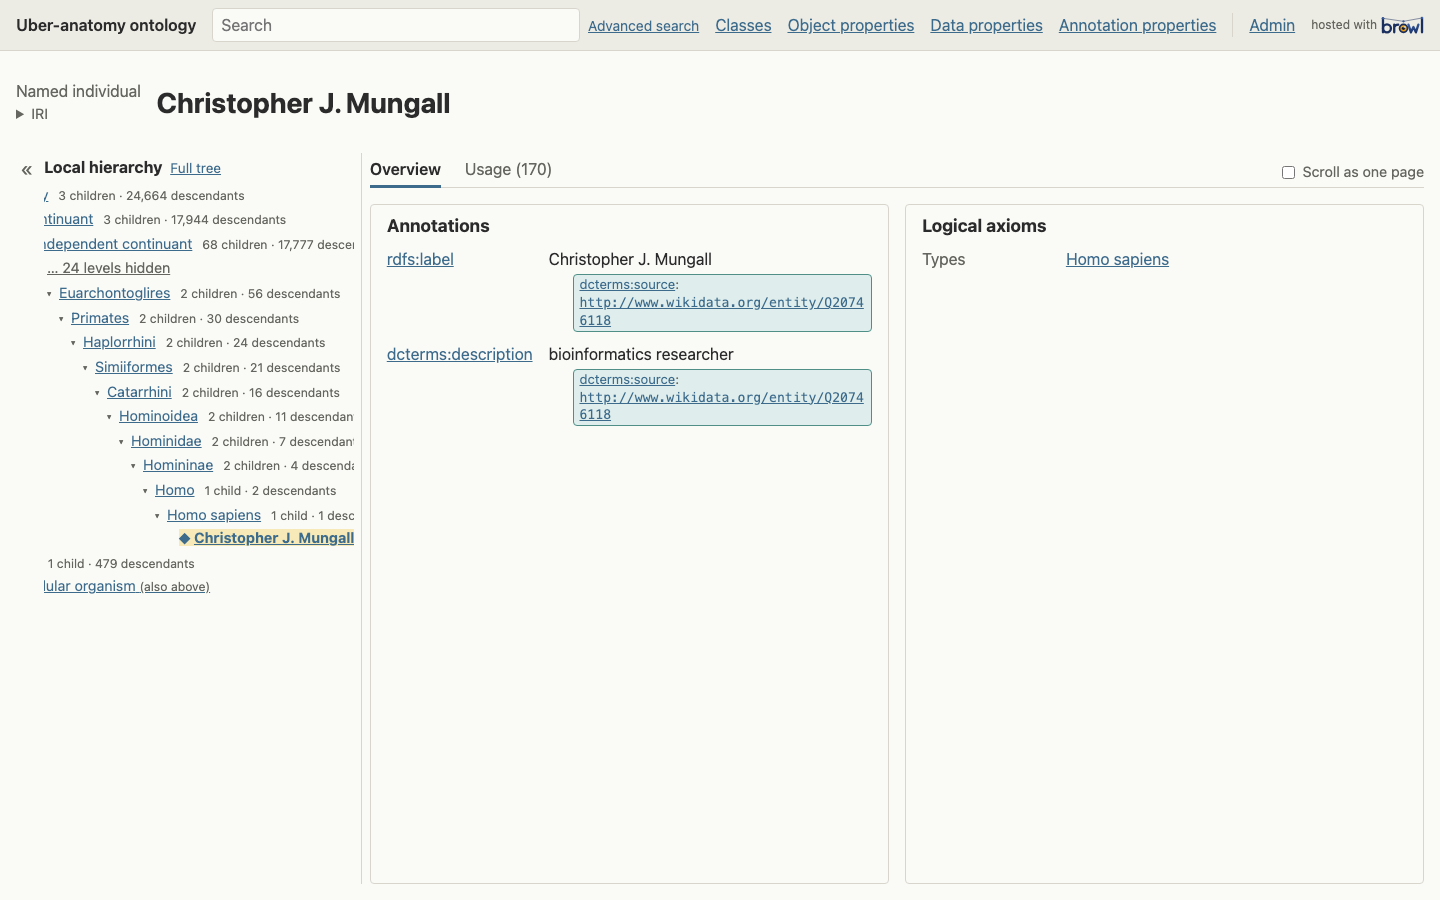 Uber-anatomy ontology
Search
Advanced search
Classes
Object properties
Data properties
Annotation properties
Admin
hosted with browl
Named individual
IRI
Christopher J. Mungall
« Local hierarchy Full tree
y 3 children · 24,664 descendants
ntinuant 3 children · 17,944 descendants
ndependent continuant 68 children · 17,777 descen
... 24 levels hidden
Euarchontoglires 2 children · 56 descendants
Primates 2 children · 30 descendants
Haplorrhini 2 children · 24 descendants
Simiiformes 2 children · 21 descendants
Catarrhini 2 children · 16 descendants
Hominoidea 2 children · 11 descendan
Hominidae 2 children · 7 descendant
Homininae 2 children · 4 descenda
Homo 1 child · 2 descendants
Homo sapiens 1 child · 1 desc
◆ Christopher J. Mungall
1 child · 479 descendants
lular organism (also above)
Overview
Usage (170)
Scroll as one page
Annotations
rdfs:label Christopher J. Mungall
dcterms:source:
http://www.wikidata.org/entity/Q2074
6118
dcterms:description bioinformatics researcher
dcterms:source:
http://www.wikidata.org/entity/Q2074
6118
Logical axioms
Types Homo sapiens